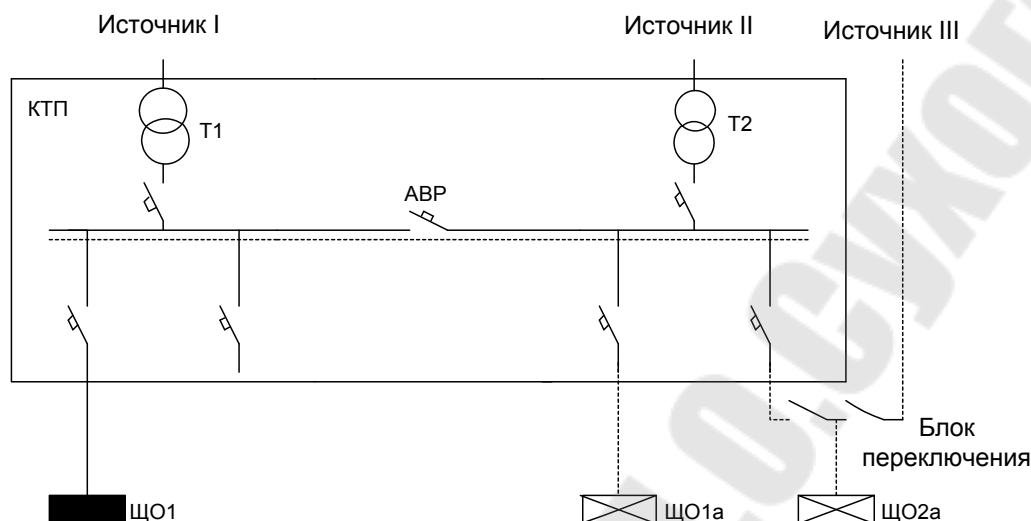 Источник I
Источник II
Источник III
КТП
Т1
Т2
АВР
Блок
переключения
ЩО1
ЩО1а
ЩО2а